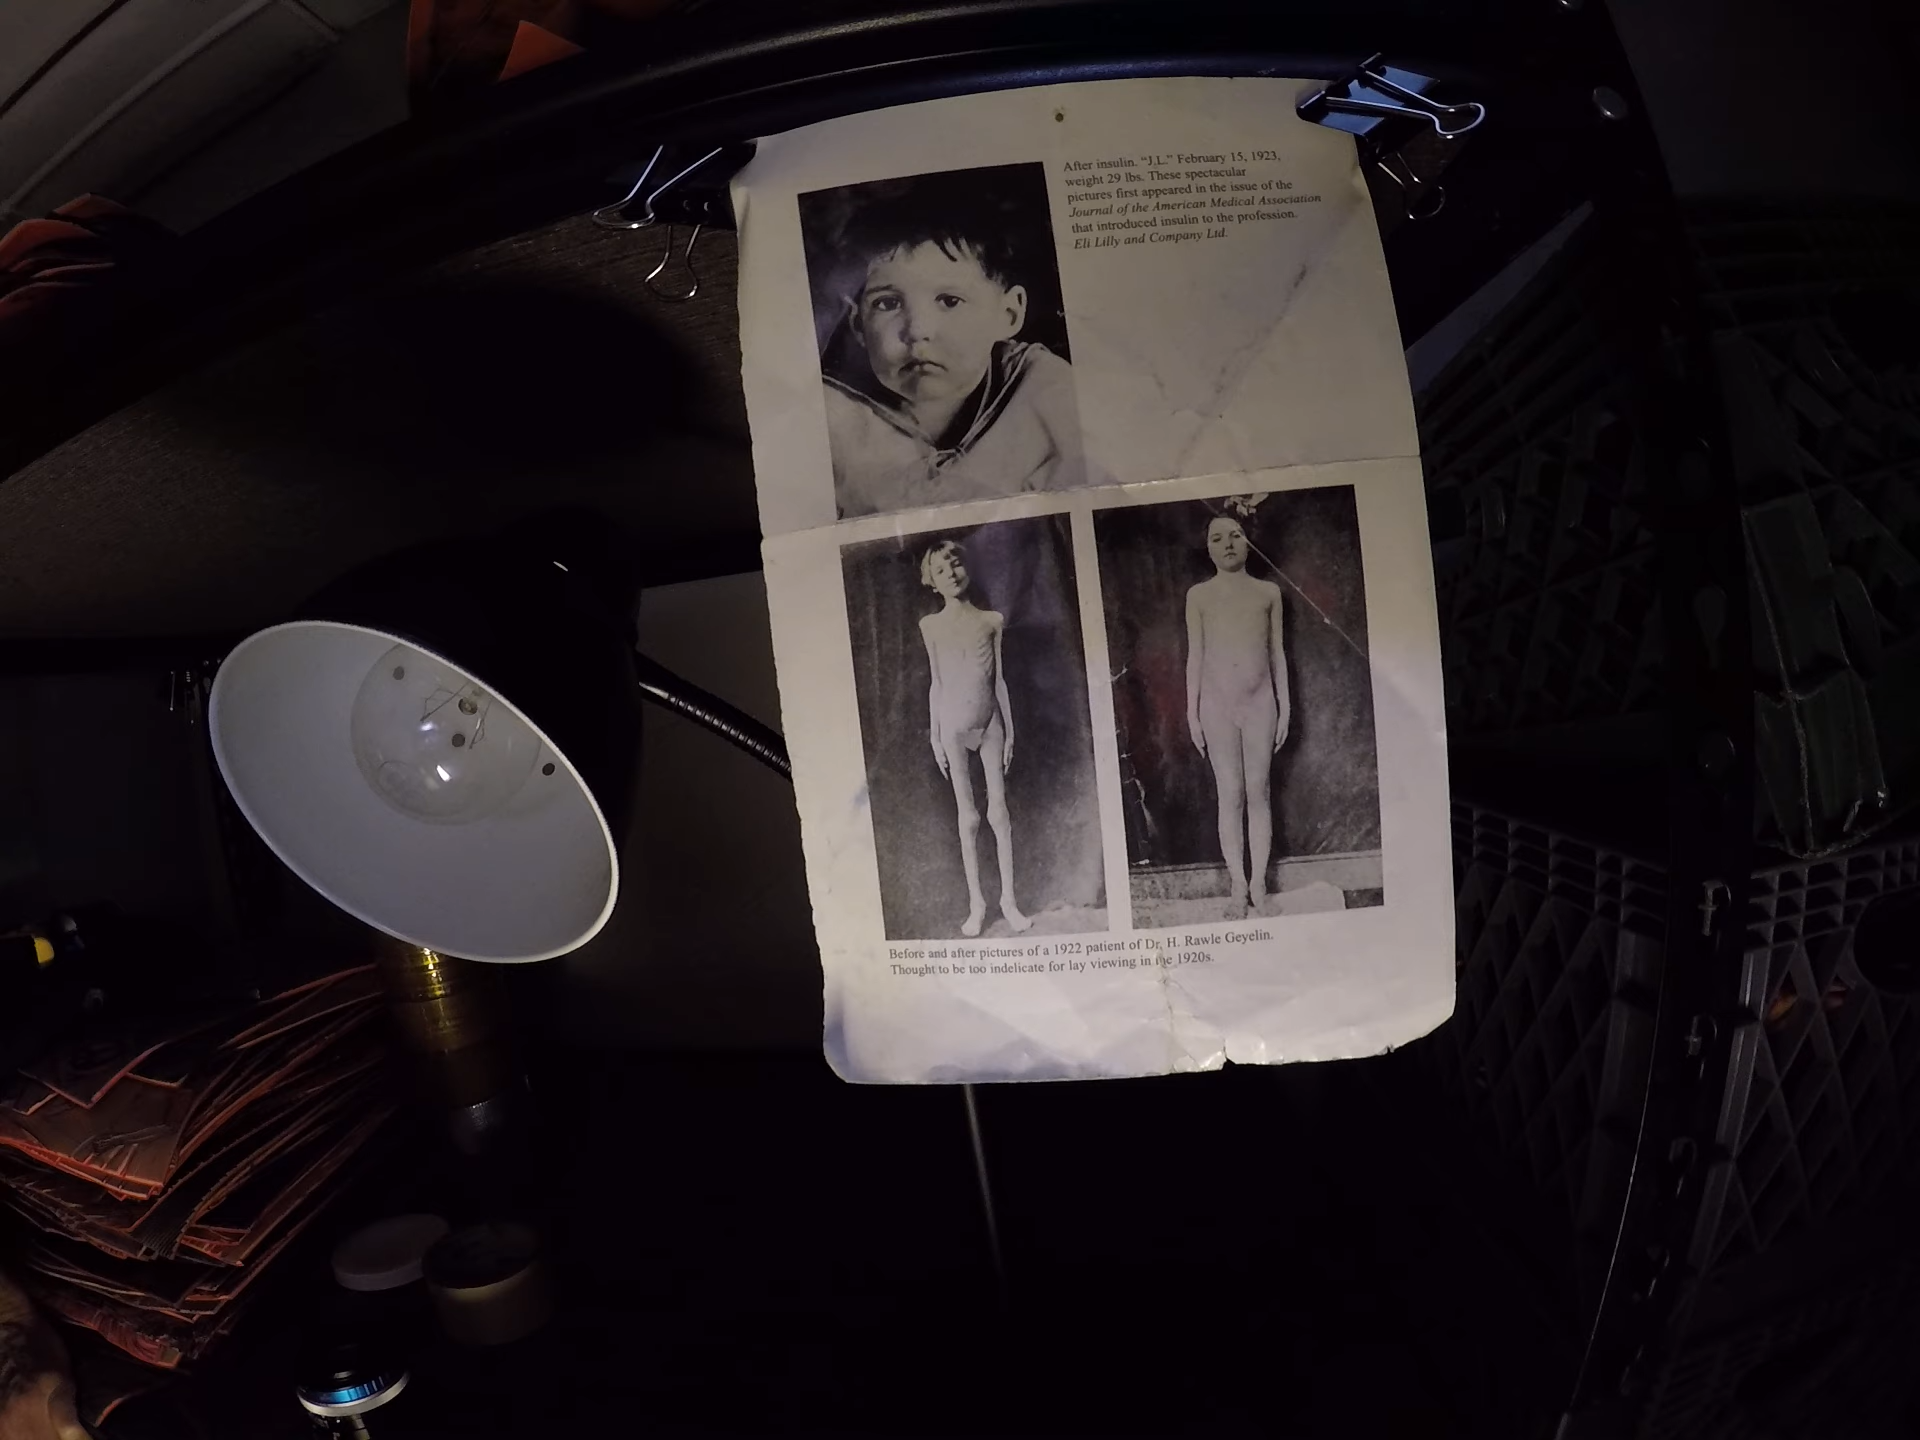 After insulin. “J.L.” February 15, 1923,
weight 29 lbs. These spectacular
pictures first appeared in the issue of the
Journal of the American Medical Association
that introduced insulin to the profession.
Eli Lilly and Company Ltd.
Before and after pictures of a 1922 patient of Dr. H. Rawle Geyelin.
Thought to be too indelicate for lay viewing in the 1920s.